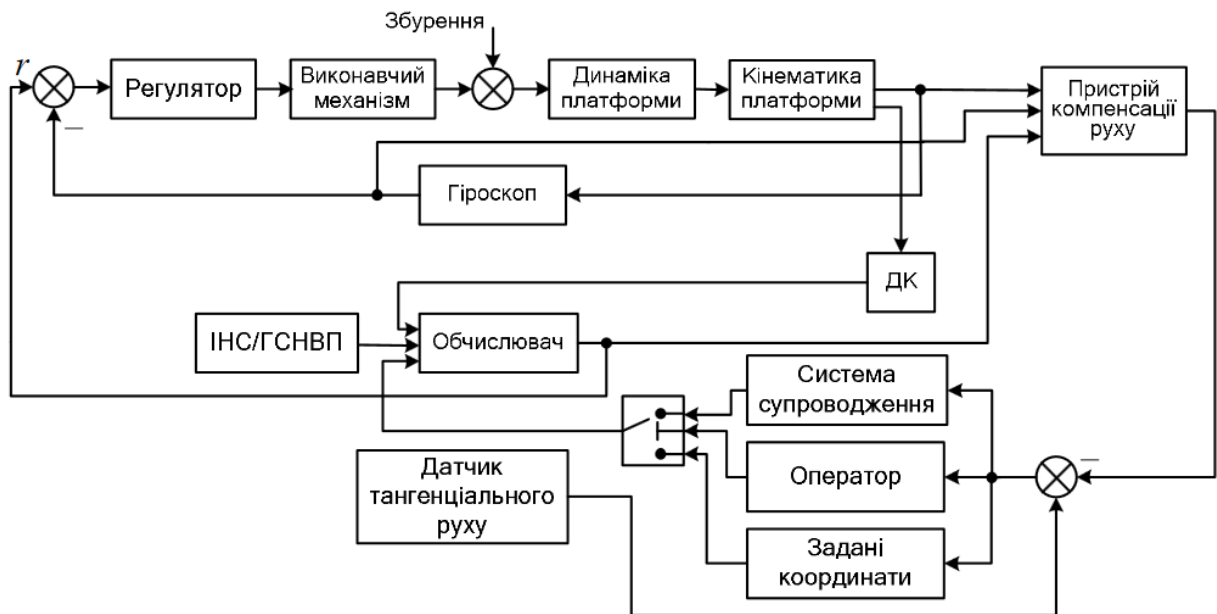 Збурення
r
Регулятор
Виконавчий
механізм
Динаміка
платформи
Кінематика
платформи
Пристрій
компенсації
руху
–
Гіроскоп
ДК
ІНС/ГСНВП
Обчислювач
Система
супроводження
Оператор
–
Датчик
тангенціального
руху
Задані
координати